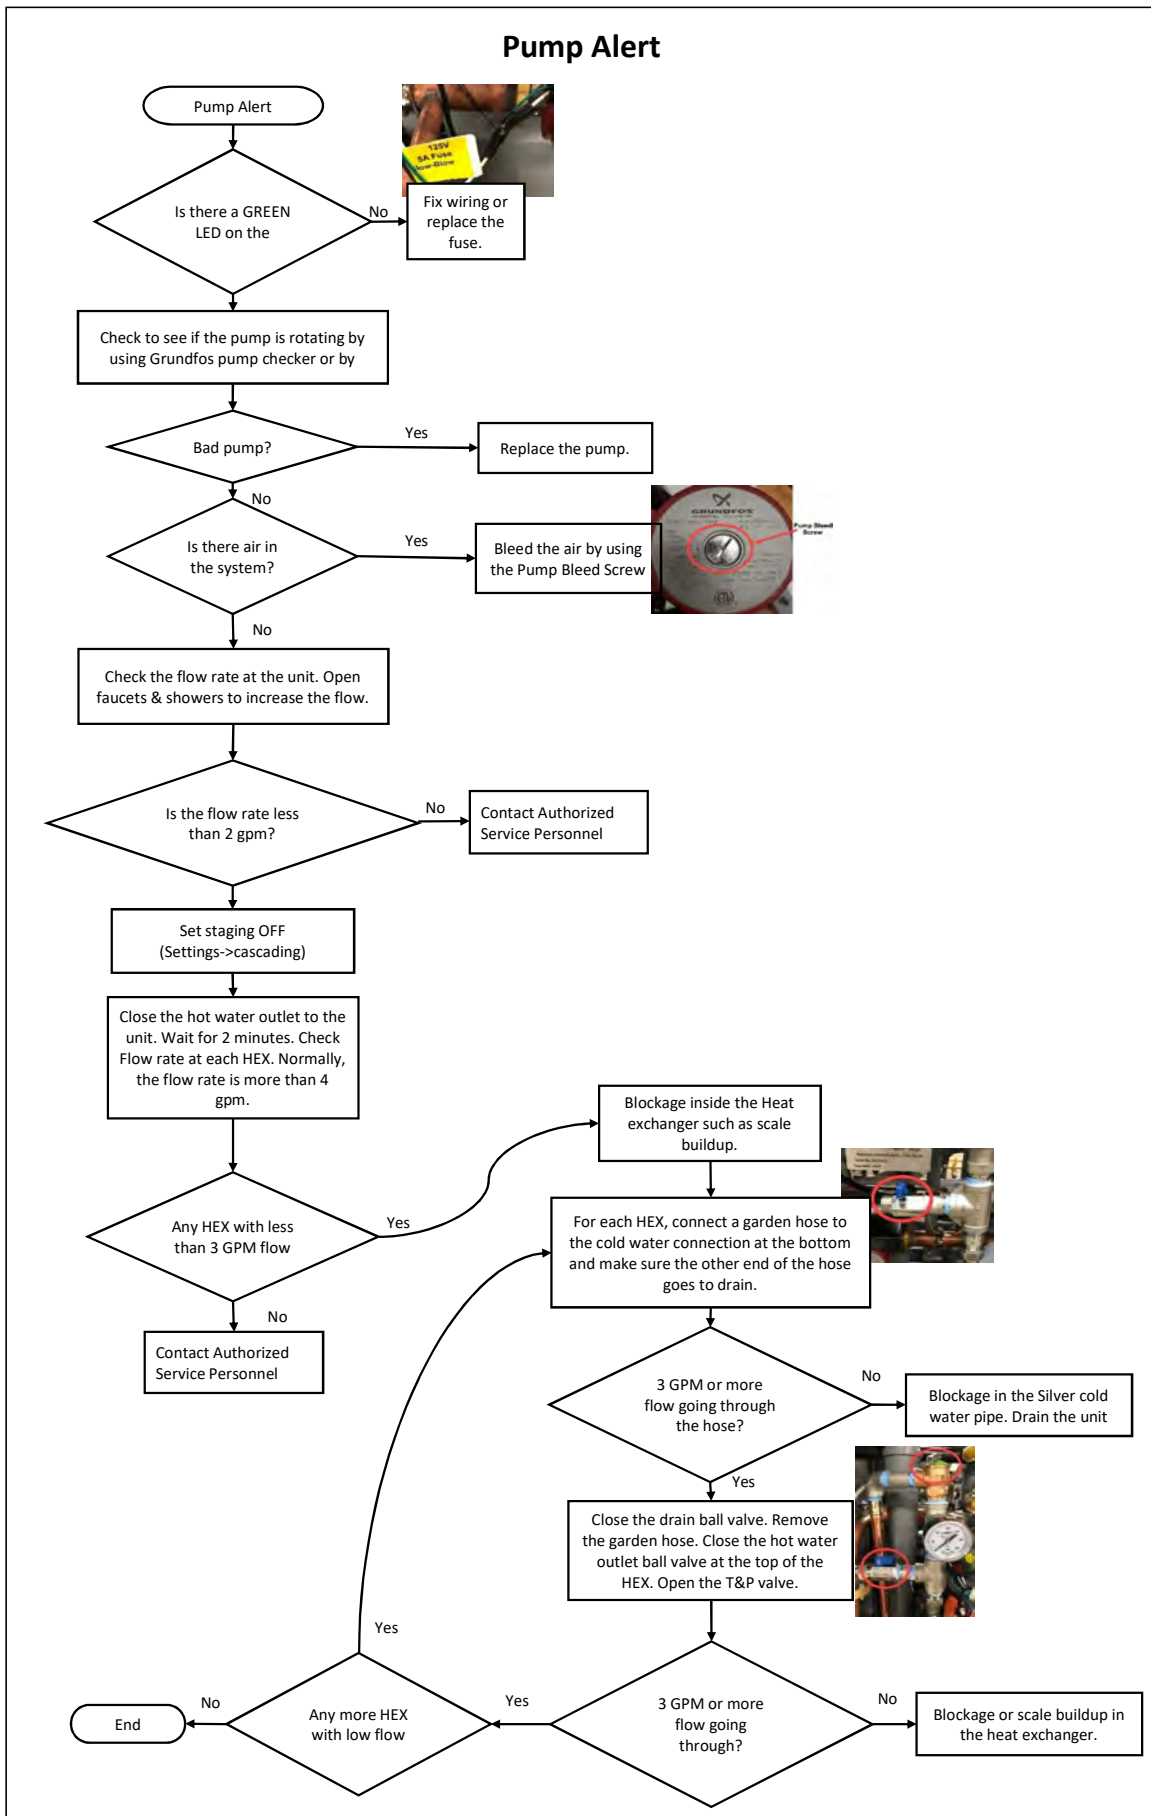 Pump Alert
Pump Alert
125V
5A Fuse
low-Blow
Is there a GREEN
LED on the
No
Fix wiring or
replace the
fuse.
Check to see if the pump is rotating by
using Grundfos pump checker or by
Bad pump?
Yes
Replace the pump.
No
Is there air in
the system?
Yes
Bleed the air by using
the Pump Bleed Screw
GRUNDFOS
Pump Bleed
Screw
No
Check the flow rate at the unit. Open
faucets & showers to increase the flow.
Is the flow rate less
than 2 gpm?
No
Contact Authorized
Service Personnel
Set staging OFF
(Settings->cascading)
Close the hot water outlet to the
unit. Wait for 2 minutes. Check
Flow rate at each HEX. Normally,
the flow rate is more than 4
gpm.
Any HEX with less
than 3 GPM flow
Yes
No
Contact Authorized
Service Personnel
Blockage inside the Heat
exchanger such as scale
buildup.
For each HEX, connect a garden hose to
the cold water connection at the bottom
and make sure the other end of the hose
goes to drain.
3 GPM or more
flow going through
the hose?
No
Blockage in the Silver cold
water pipe. Drain the unit
Yes
Close the drain ball valve. Remove
the garden hose. Close the hot water
outlet ball valve at the top of the
HEX. Open the T&P valve.
3 GPM or more
flow going
through?
No
Blockage or scale buildup in
the heat exchanger.
Yes
Any more HEX
with low flow
Yes
No
End